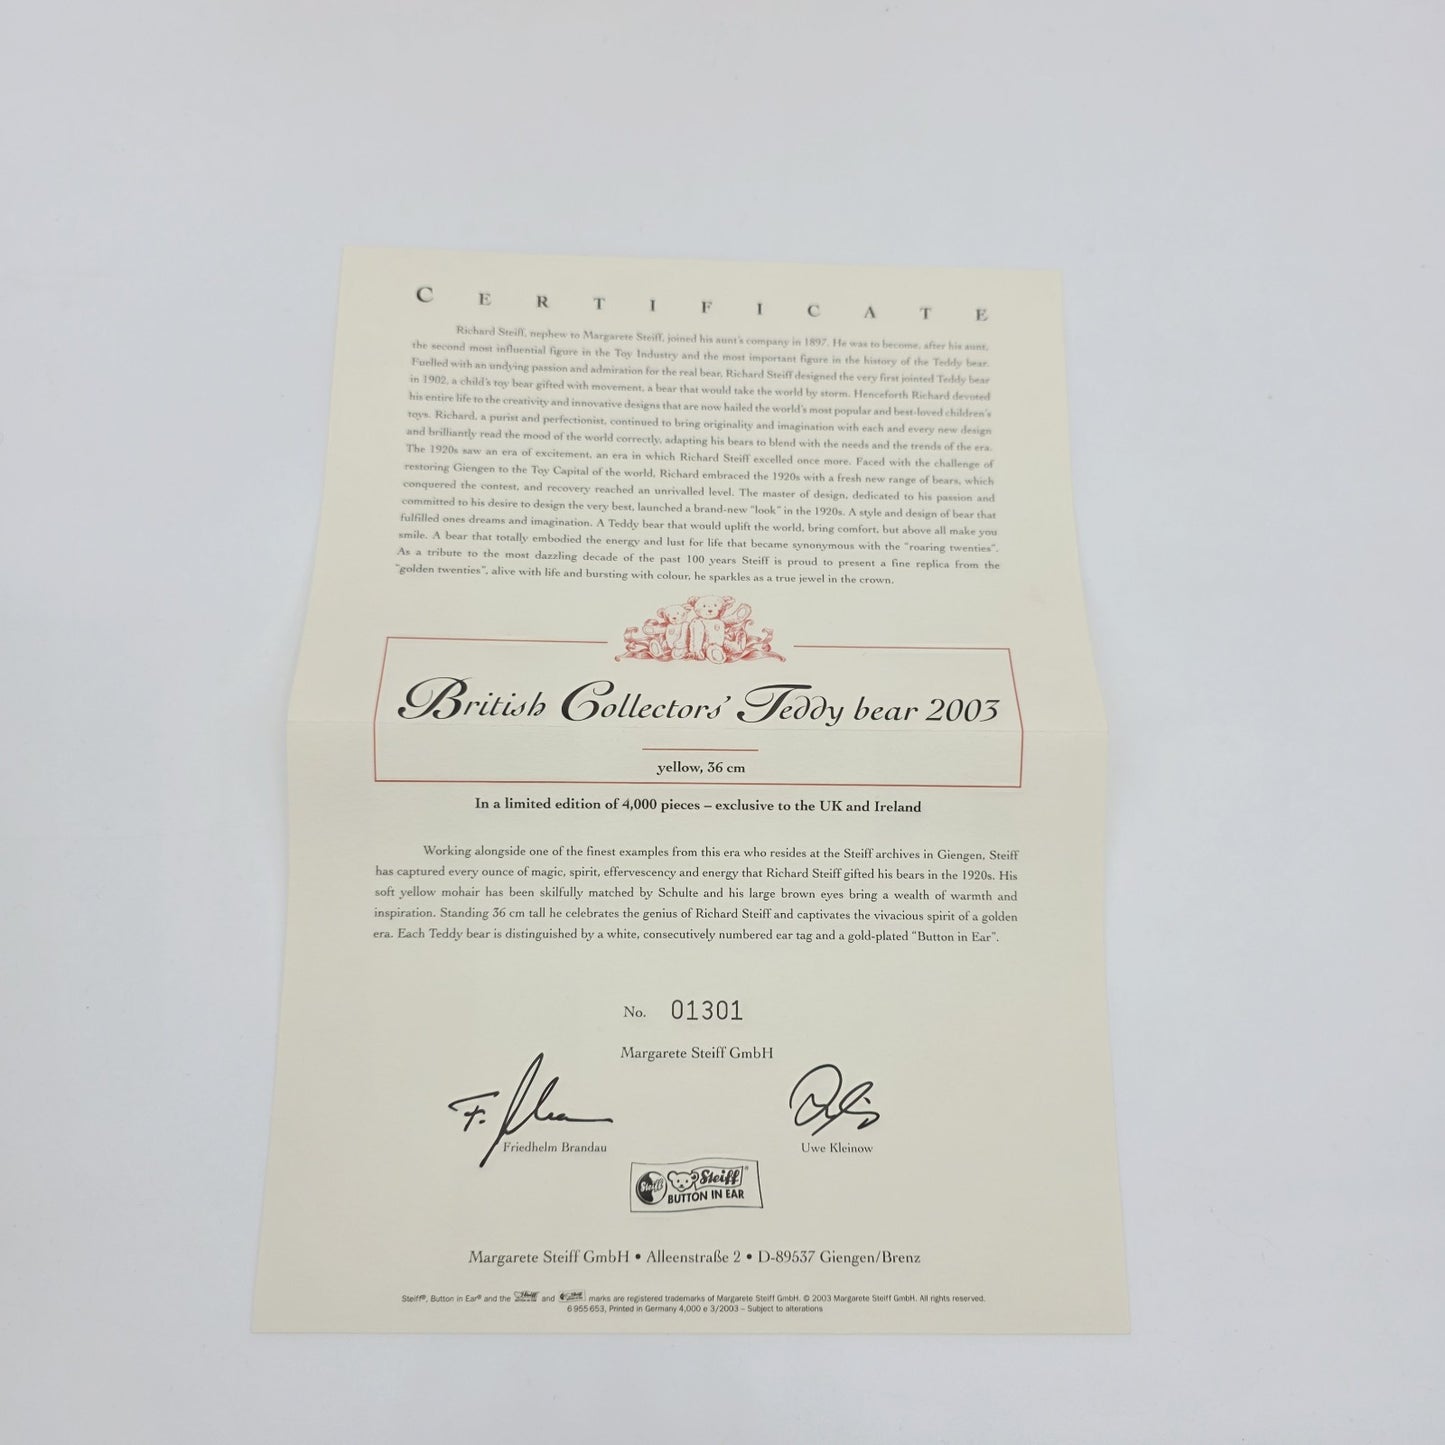 CERTIFICATE
Richard Steiff, nephew to Margarete Steiff, joined his aunt's company in 1897. He was to become, after his aunt,
the second most influential figure in the Toy Industry and the most important figure in the history of the Teddy bear.
Fuelled with an undying passion and admiration for the real bear, Richard Steiff designed the very first jointed Teddy bear
in 1902, a child's toy bear gifted with movement, a bear that would take the world by storm. Henceforth Richard devoted
his entire life to the creativity and innovative designs that are now hailed the world's most popular and best-loved children's
toys. Richard, a purist and perfectionist, continued to bring originality and imagination with each and every new design
and brilliantly read the mood of the world correctly, adapting his bears to blend with the needs and the trends of the era.
The 1920s saw an era of excitement, an era in which Richard Steiff excelled once more. Faced with the challenge of
restoring Giengen to the Toy Capital of the world, Richard embraced the 1920s with a fresh new range of bears, which
conquered the contest, and recovery reached an unrivalled level. The master of design, dedicated to his passion and
committed to his desire to design the very best, launched a brand-new "look" in the 1920s. A style and design of bear that
fulfilled ones dreams and imagination. A Teddy bear that would uplift the world, bring comfort, but above all make you
smile. A bear that totally embodied the energy and lust for life that became synonymous with the "roaring twenties".
As a tribute to the most dazzling decade of the past 100 years Steiff is proud to present a fine replica from the
"golden twenties", alive with life and bursting with colour, he sparkles as a true jewel in the crown.
British Collectors' Teddy bear 2003
yellow, 36 cm
In a limited edition of 4,000 pieces – exclusive to the UK and Ireland
Working alongside one of the finest examples from this era who resides at the Steiff archives in Giengen, Steiff
has captured every ounce of magic, spirit, effervescence and energy that Richard Steiff gifted his bears in the 1920s. His
soft yellow mohair has been skilfully matched by Schulte and his large brown eyes bring a wealth of warmth and
inspiration. Standing 36 cm tall he celebrates the genius of Richard Steiff and captivates the vivacious spirit of a golden
era. Each Teddy bear is distinguished by a white, consecutively numbered ear tag and a gold-plated "Button in Ear".
No. 01301
Margarete Steiff GmbH
Friedhelm Brandau Uwe Kleinow
Steiff Steiff®
BUTTON IN EAR
Margarete Steiff GmbH • Alleenstraße 2 • D-89537 Giengen/Brenz
Steiff®, Button in Ear® and the and marks are registered trademarks of Margarete Steiff GmbH. © 2003 Margarete Steiff GmbH. All rights reserved.
6 955 653, Printed in Germany 4,000 e 3/2003 – Subject to alterations